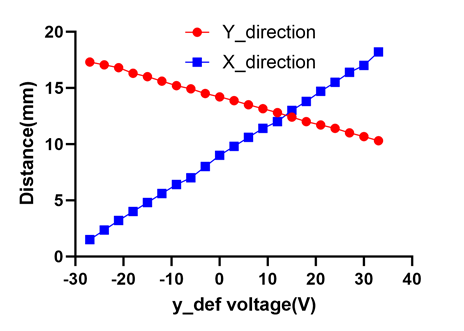 Y_direction
X_direction
20
15
10
5
0
Distance(mm)
-30 -20 -10 0 10 20 30 40
y_def voltage(V)